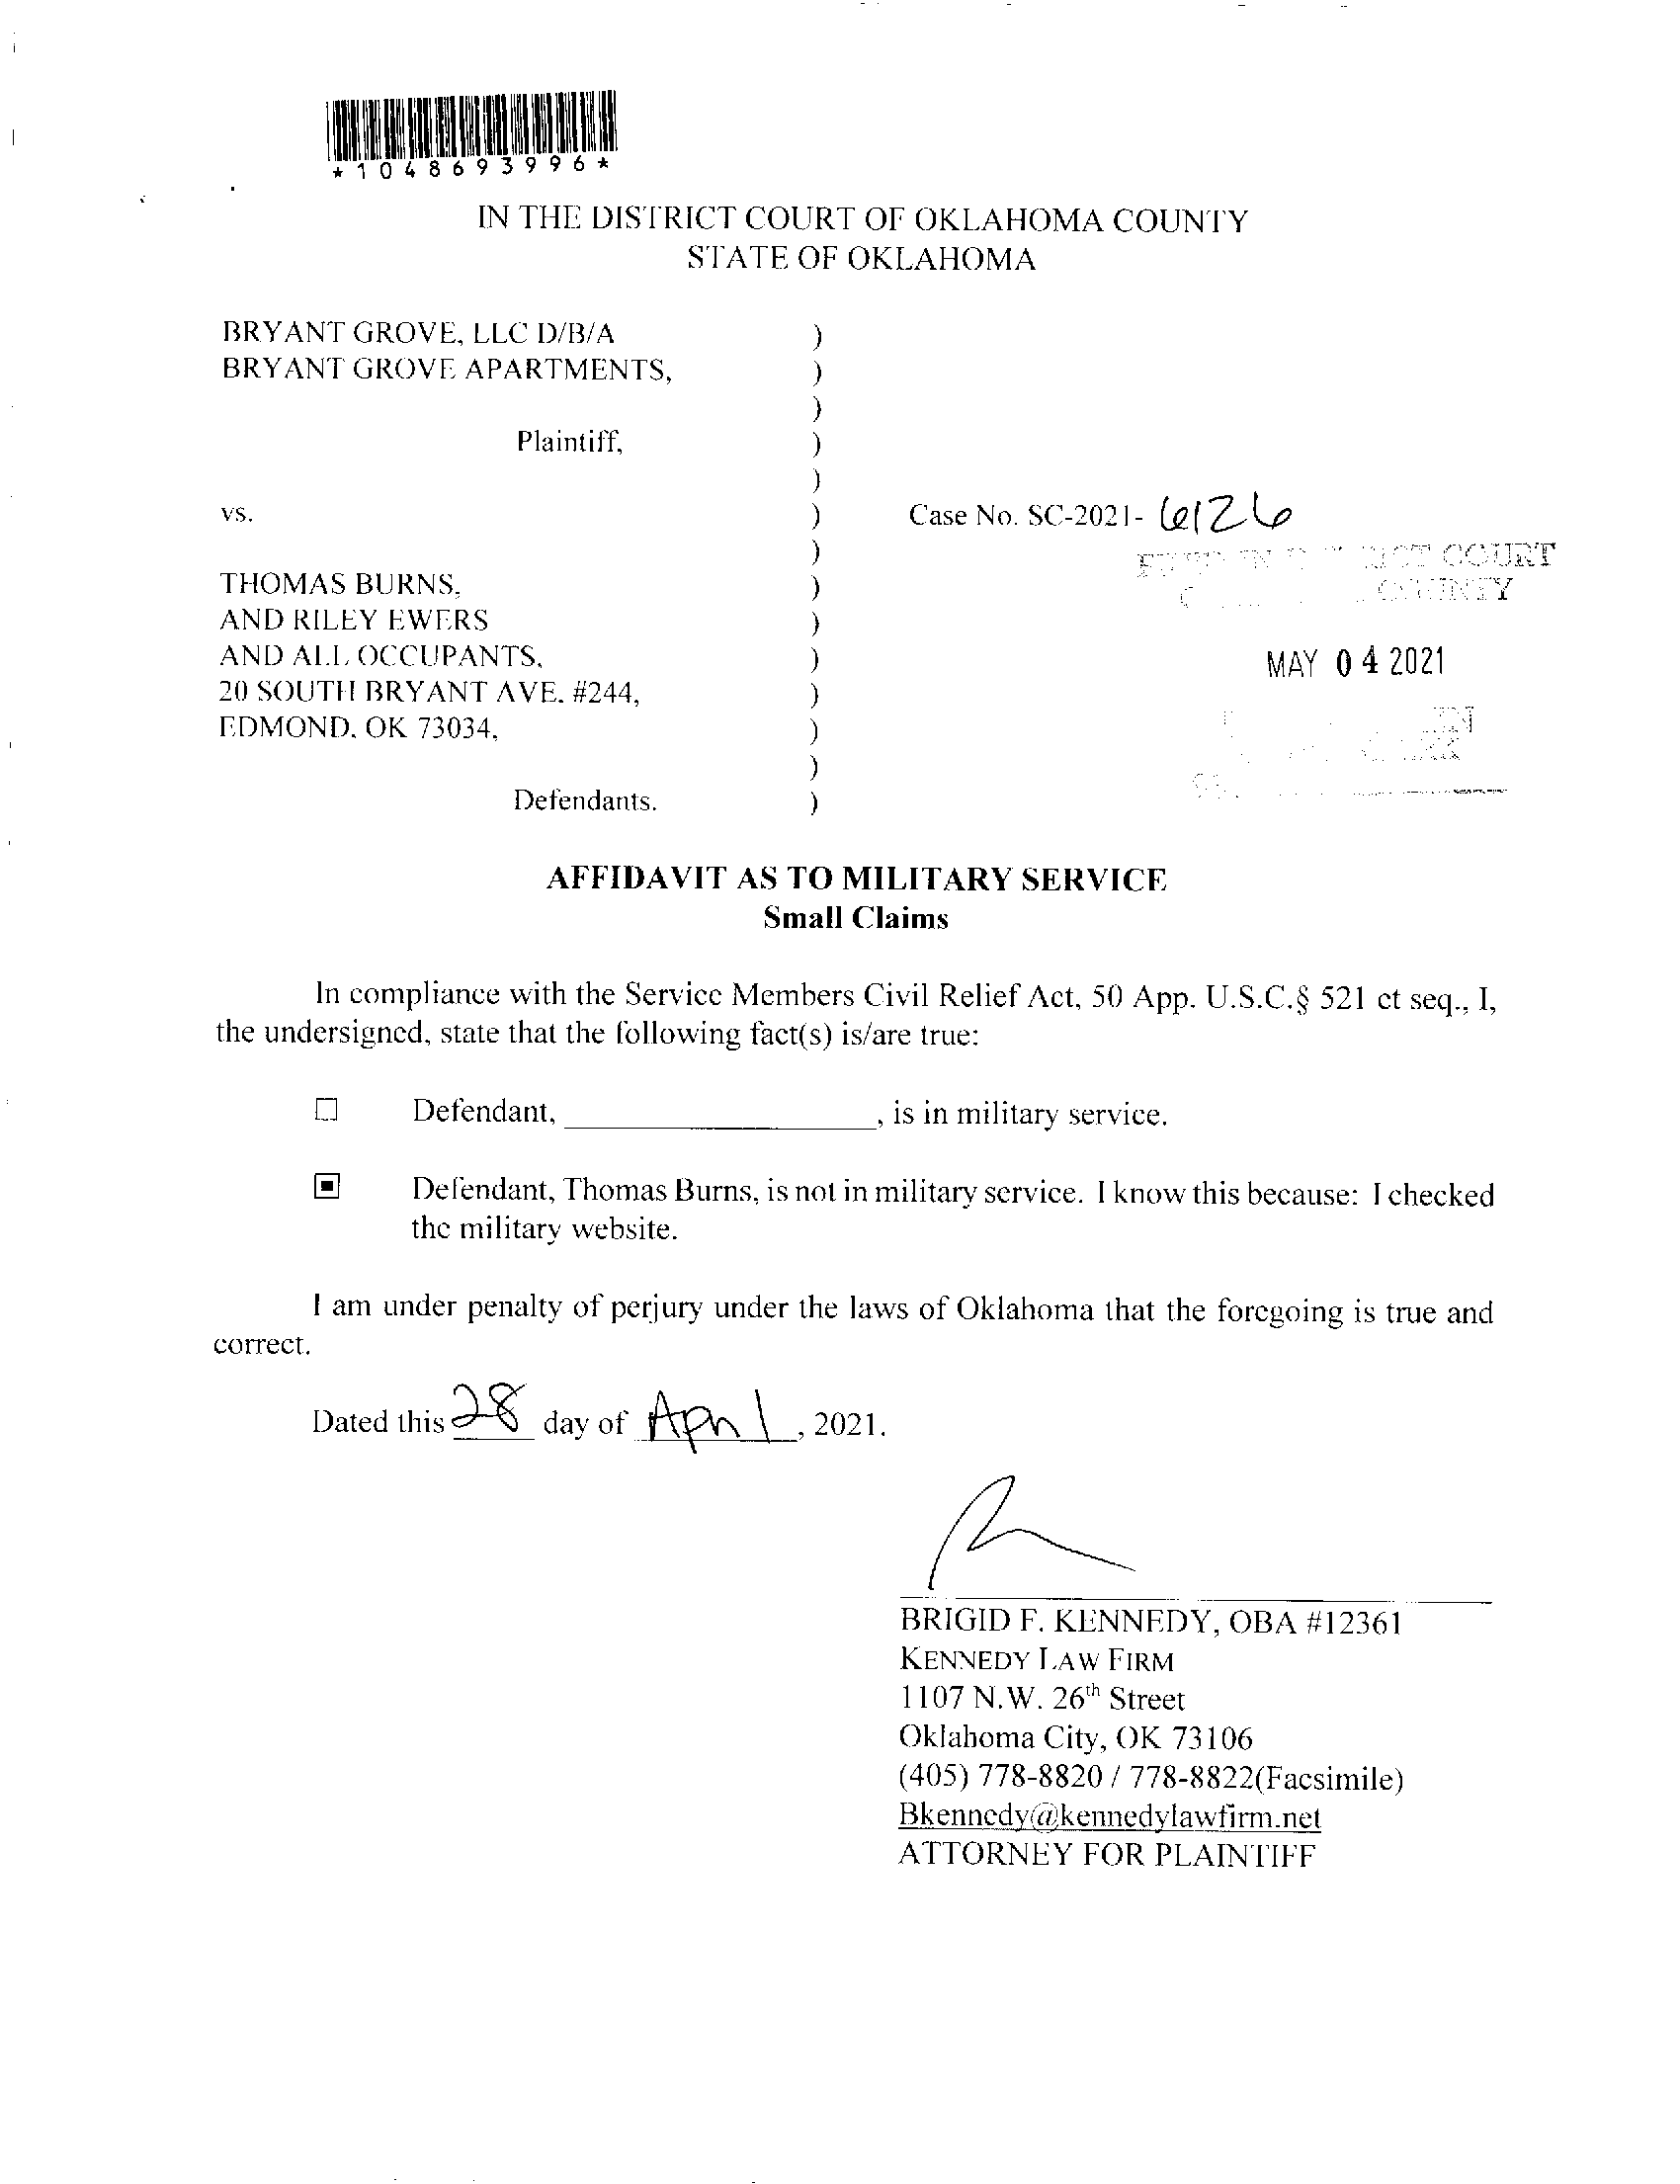 *1048693996*
IN THE DISTRICT COURT OF OKLAHOMA COUNTY
STATE OF OKLAHOMA
BRYANT GROVE, LLC D/B/A )
BRYANT GROVE APARTMENTS, )
)
Plaintiff, )
)
vs. ) Case No. SC-2021- 6126
) COURT
THOMAS BURNS, ) COUNTY
AND RILEY EWERS )
AND ALL OCCUPANTS, ) MAY 04 2021
20 SOUTH BRYANT AVE. #244, )
EDMOND, OK 73034, )
)
Defendants. )
AFFIDAVIT AS TO MILITARY SERVICE
Small Claims
In compliance with the Service Members Civil Relief Act, 50 App. U.S.C.§ 521 et seq., I,
the undersigned, state that the following fact(s) is/are true:
☐ Defendant, ____________________, is in military service.
▣ Defendant, Thomas Burns, is not in military service. I know this because: I checked
the military website.
I am under penalty of perjury under the laws of Oklahoma that the foregoing is true and
correct.
Dated this 28 day of April, 2021.
BRIGID F. KENNEDY, OBA #12361
KENNEDY LAW FIRM
1107 N.W. 26th Street
Oklahoma City, OK 73106
(405) 778-8820 / 778-8822(Facsimile)
Bkennedy@kennedylawfirm.net
ATTORNEY FOR PLAINTIFF